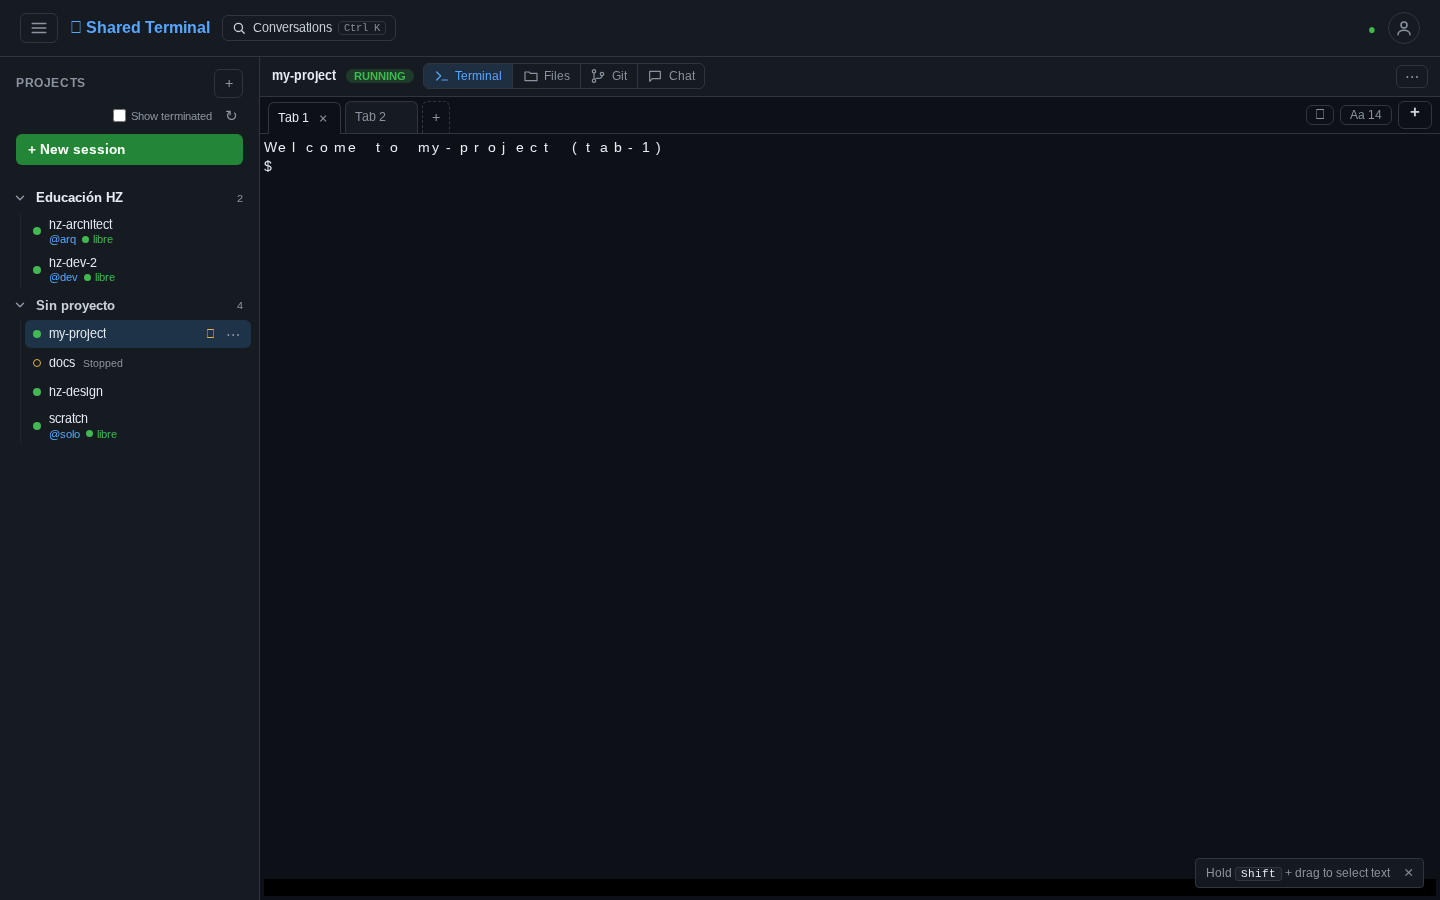 Shared Terminal
Conversations Ctrl K
PROJECTS
+
Show terminated ↻
+ New session
Educación HZ 2
hz-architect
@arq libre
hz-dev-2
@dev libre
Sin proyecto 4
my-project ···
docs Stopped
hz-design
scratch
@solo libre
my-project RUNNING Terminal Files Git Chat ···
Tab 1 × Tab 2 + Aa 14 +
Welcome to my-project (tab-1)
$
Hold Shift + drag to select text ×